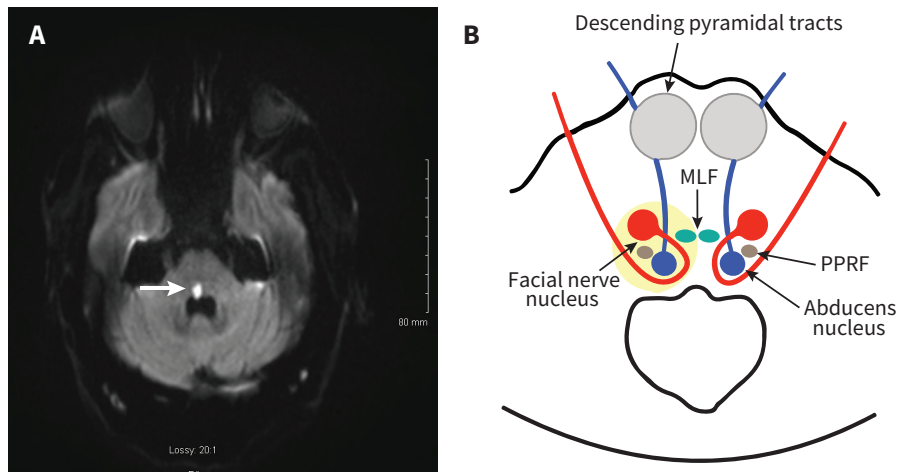 A
80 mm
Lossy: 20:1
B
Descending pyramidal tracts
MLF
Facial nerve
nucleus
PPRF
Abducens
nucleus